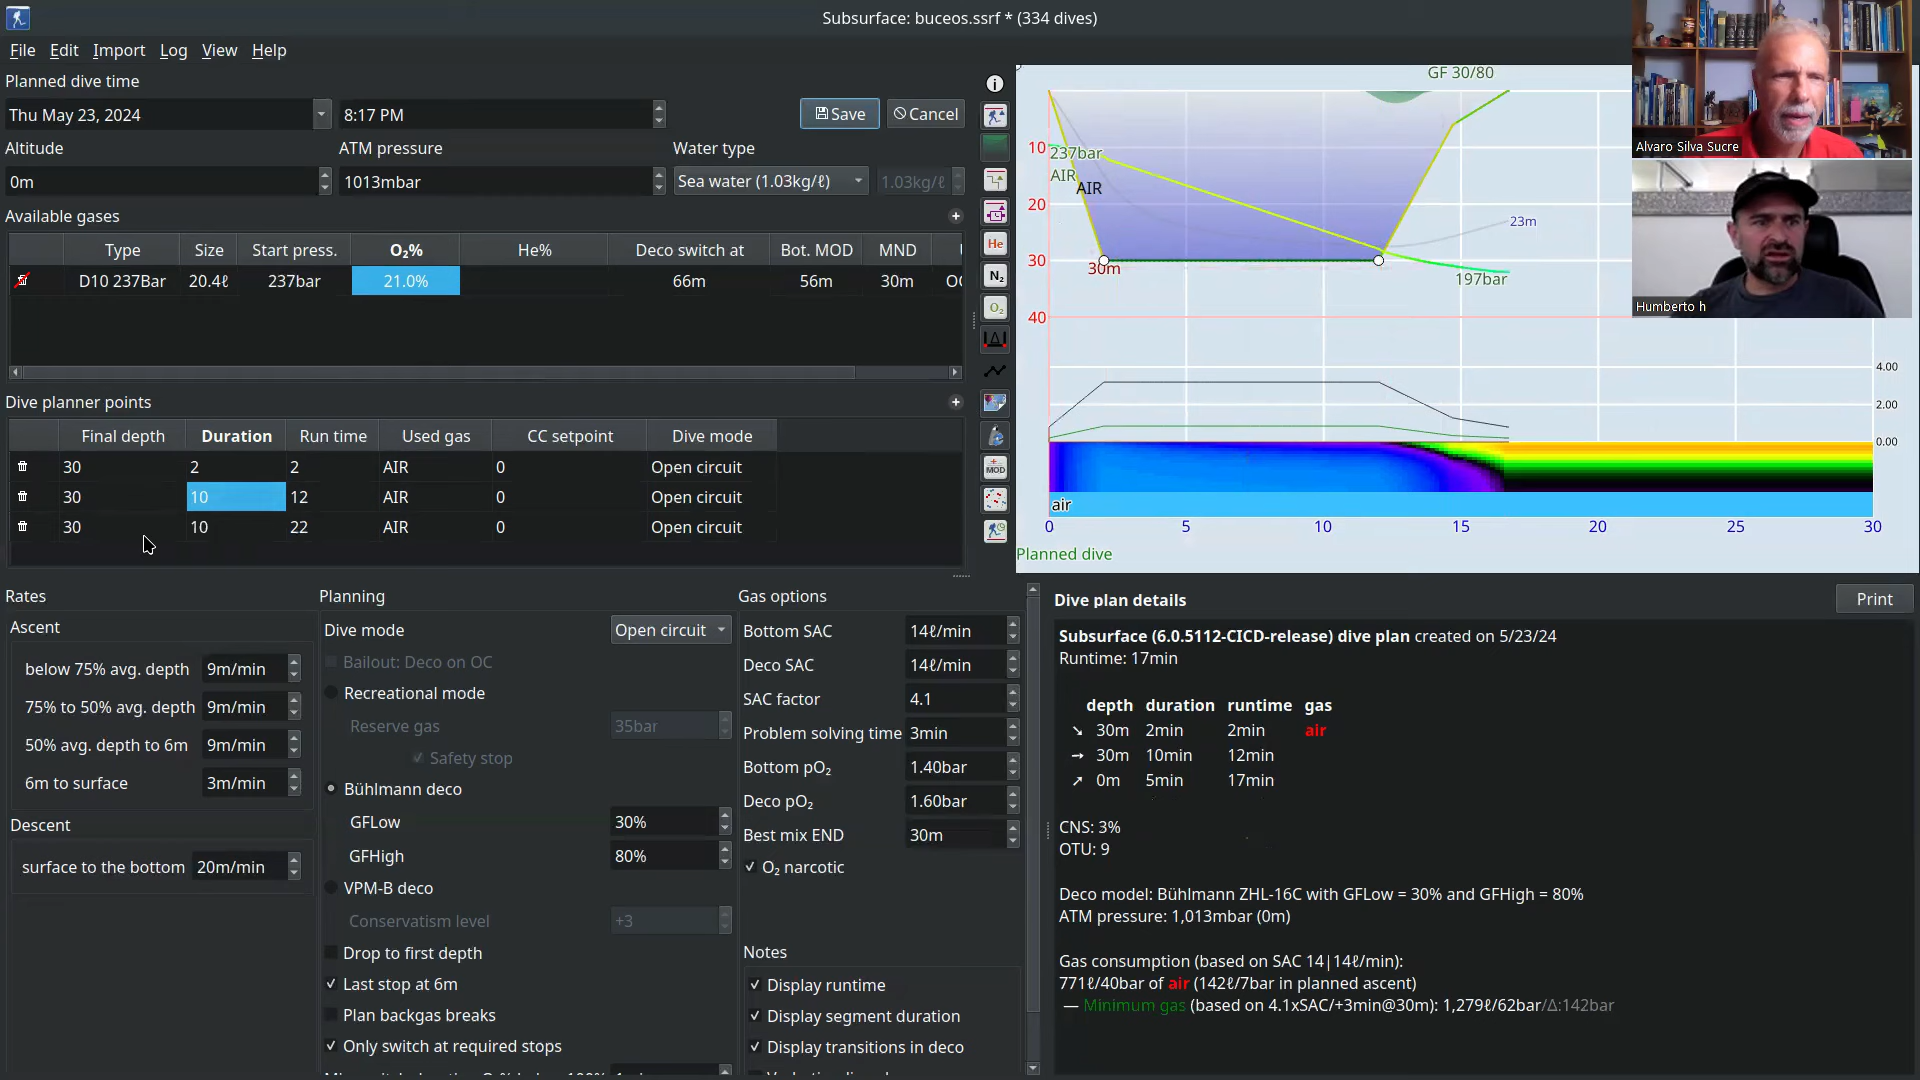 Subsurface: buceos.ssrf * (334 dives)
File Edit Import Log View Help
Planned dive time
Thu May 23, 2024 8:17 PM Save Cancel
Altitude ATM pressure Water type
0m 1013mbar Sea water (1.03kg/ℓ) 1.03kg/ℓ
Available gases
Type Size Start press. O₂% He% Deco switch at Bot. MOD MND
D10 237Bar 20.4ℓ 237bar 21.0% 66m 56m 30m
Dive planner points
Final depth Duration Run time Used gas CC setpoint Dive mode
30 2 2 AIR 0 Open circuit
30 10 12 AIR 0 Open circuit
30 10 22 AIR 0 Open circuit
He
N₂
O₂
MOD
GF 30/80
10
237bar
AIR
AIR
20
23m
30
30m
197bar
40
4.00
2.00
0.00
air
0 5 10 15 20 25 30
Planned dive
Alvaro Silva Sucre
Humberto h
Rates
Ascent
below 75% avg. depth 9m/min
75% to 50% avg. depth 9m/min
50% avg. depth to 6m 9m/min
6m to surface 3m/min
Descent
surface to the bottom 20m/min
Planning
Dive mode Open circuit
Bailout: Deco on OC
Recreational mode
Reserve gas 35bar
Safety stop
Bühlmann deco
GFLow 30%
GFHigh 80%
VPM-B deco
Conservatism level +3
Drop to first depth
Last stop at 6m
Plan backgas breaks
Only switch at required stops
Gas options
Bottom SAC 14ℓ/min
Deco SAC 14ℓ/min
SAC factor 4.1
Problem solving time 3min
Bottom pO₂ 1.40bar
Deco pO₂ 1.60bar
Best mix END 30m
O₂ narcotic
Notes
Display runtime
Display segment duration
Display transitions in deco
Dive plan details Print
Subsurface (6.0.5112-CICD-release) dive plan created on 5/23/24
Runtime: 17min
depth duration runtime gas
➘ 30m 2min 2min air
➙ 30m 10min 12min
➚ 0m 5min 17min
CNS: 3%
OTU: 9
Deco model: Bühlmann ZHL-16C with GFLow = 30% and GFHigh = 80%
ATM pressure: 1,013mbar (0m)
Gas consumption (based on SAC 14|14ℓ/min):
771ℓ/40bar of air (142ℓ/7bar in planned ascent)
— Minimum gas (based on 4.1xSAC/+3min@30m): 1,279ℓ/62bar/Δ:142bar